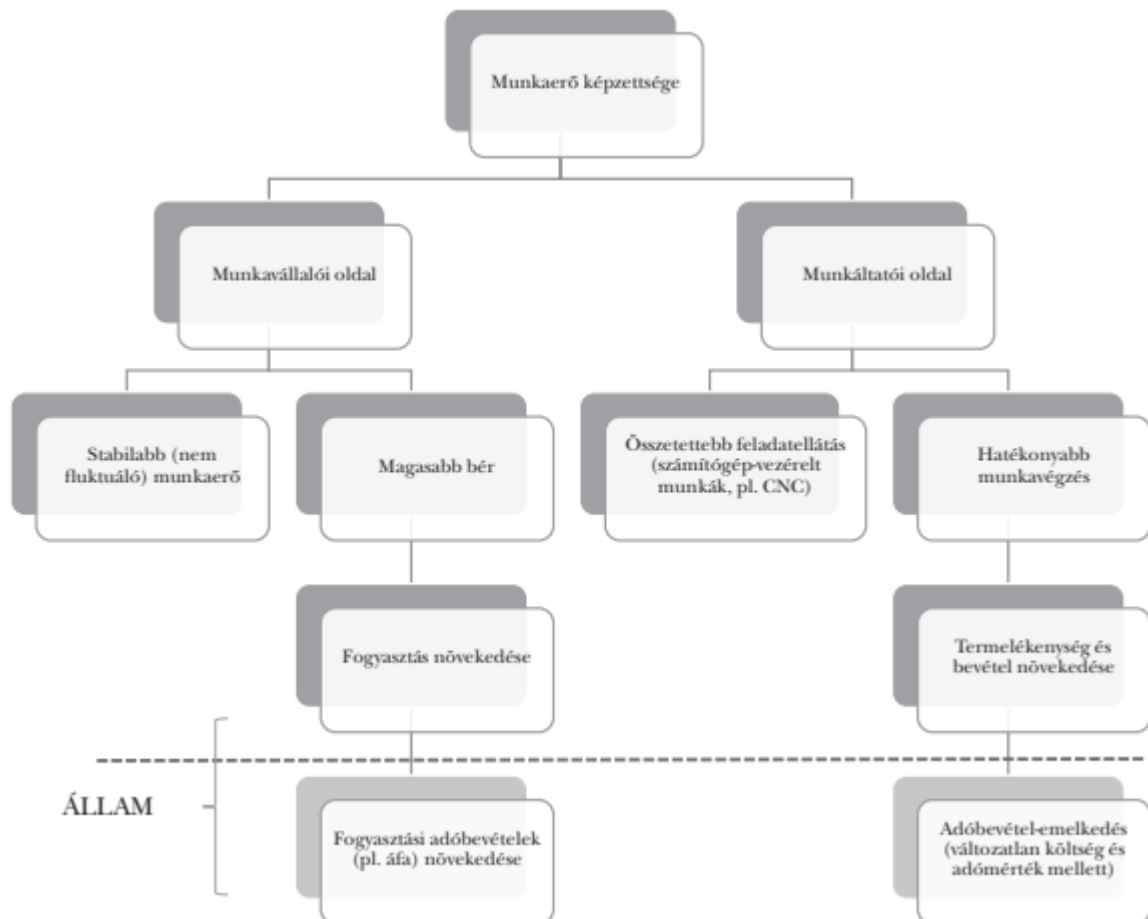 Munkaerő képzettsége
Munkavállalói oldal
Munkáltatói oldal
Stabilabb (nem
fluktuáló) munkaerő
Magasabb bér
Összetettebb feladatellátás
(számítógép-vezérelt
munkák, pl. CNC)
Hatékonyabb
munkavégzés
Fogyasztás növekedése
Termelékenység és
bevétel növekedése
ÁLLAM
Fogyasztási adóbevételek
(pl. áfa) növekedése
Adóbevétel-emelkedés
(változatlan költség és
adómérték mellett)